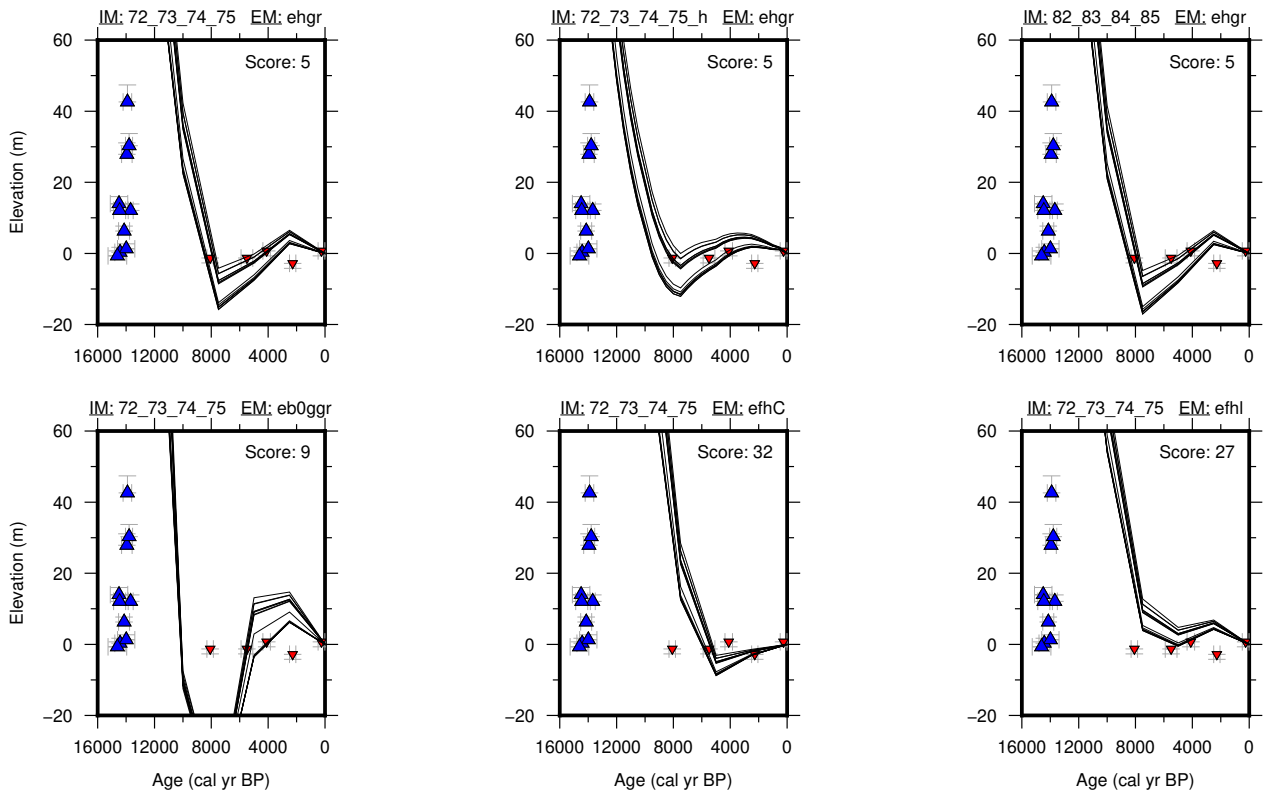 IM: 72_73_74_75 EM: ehgr
IM: 72_73_74_75_h EM: ehgr
IM: 82_83_84_85 EM: ehgr
60
40
20
0
−20
Elevation (m)
Score: 5
Score: 5
Score: 5
16000 12000 8000 4000 0
16000 12000 8000 4000 0
16000 12000 8000 4000 0
IM: 72_73_74_75 EM: eb0ggr
IM: 72_73_74_75 EM: efhC
IM: 72_73_74_75 EM: efhI
60
40
20
0
−20
60
40
20
0
−20
60
40
20
0
−20
60
40
20
0
−20
60
40
20
0
−20
Elevation (m)
Score: 9
Score: 32
Score: 27
16000 12000 8000 4000 0
16000 12000 8000 4000 0
16000 12000 8000 4000 0
Age (cal yr BP)
Age (cal yr BP)
Age (cal yr BP)